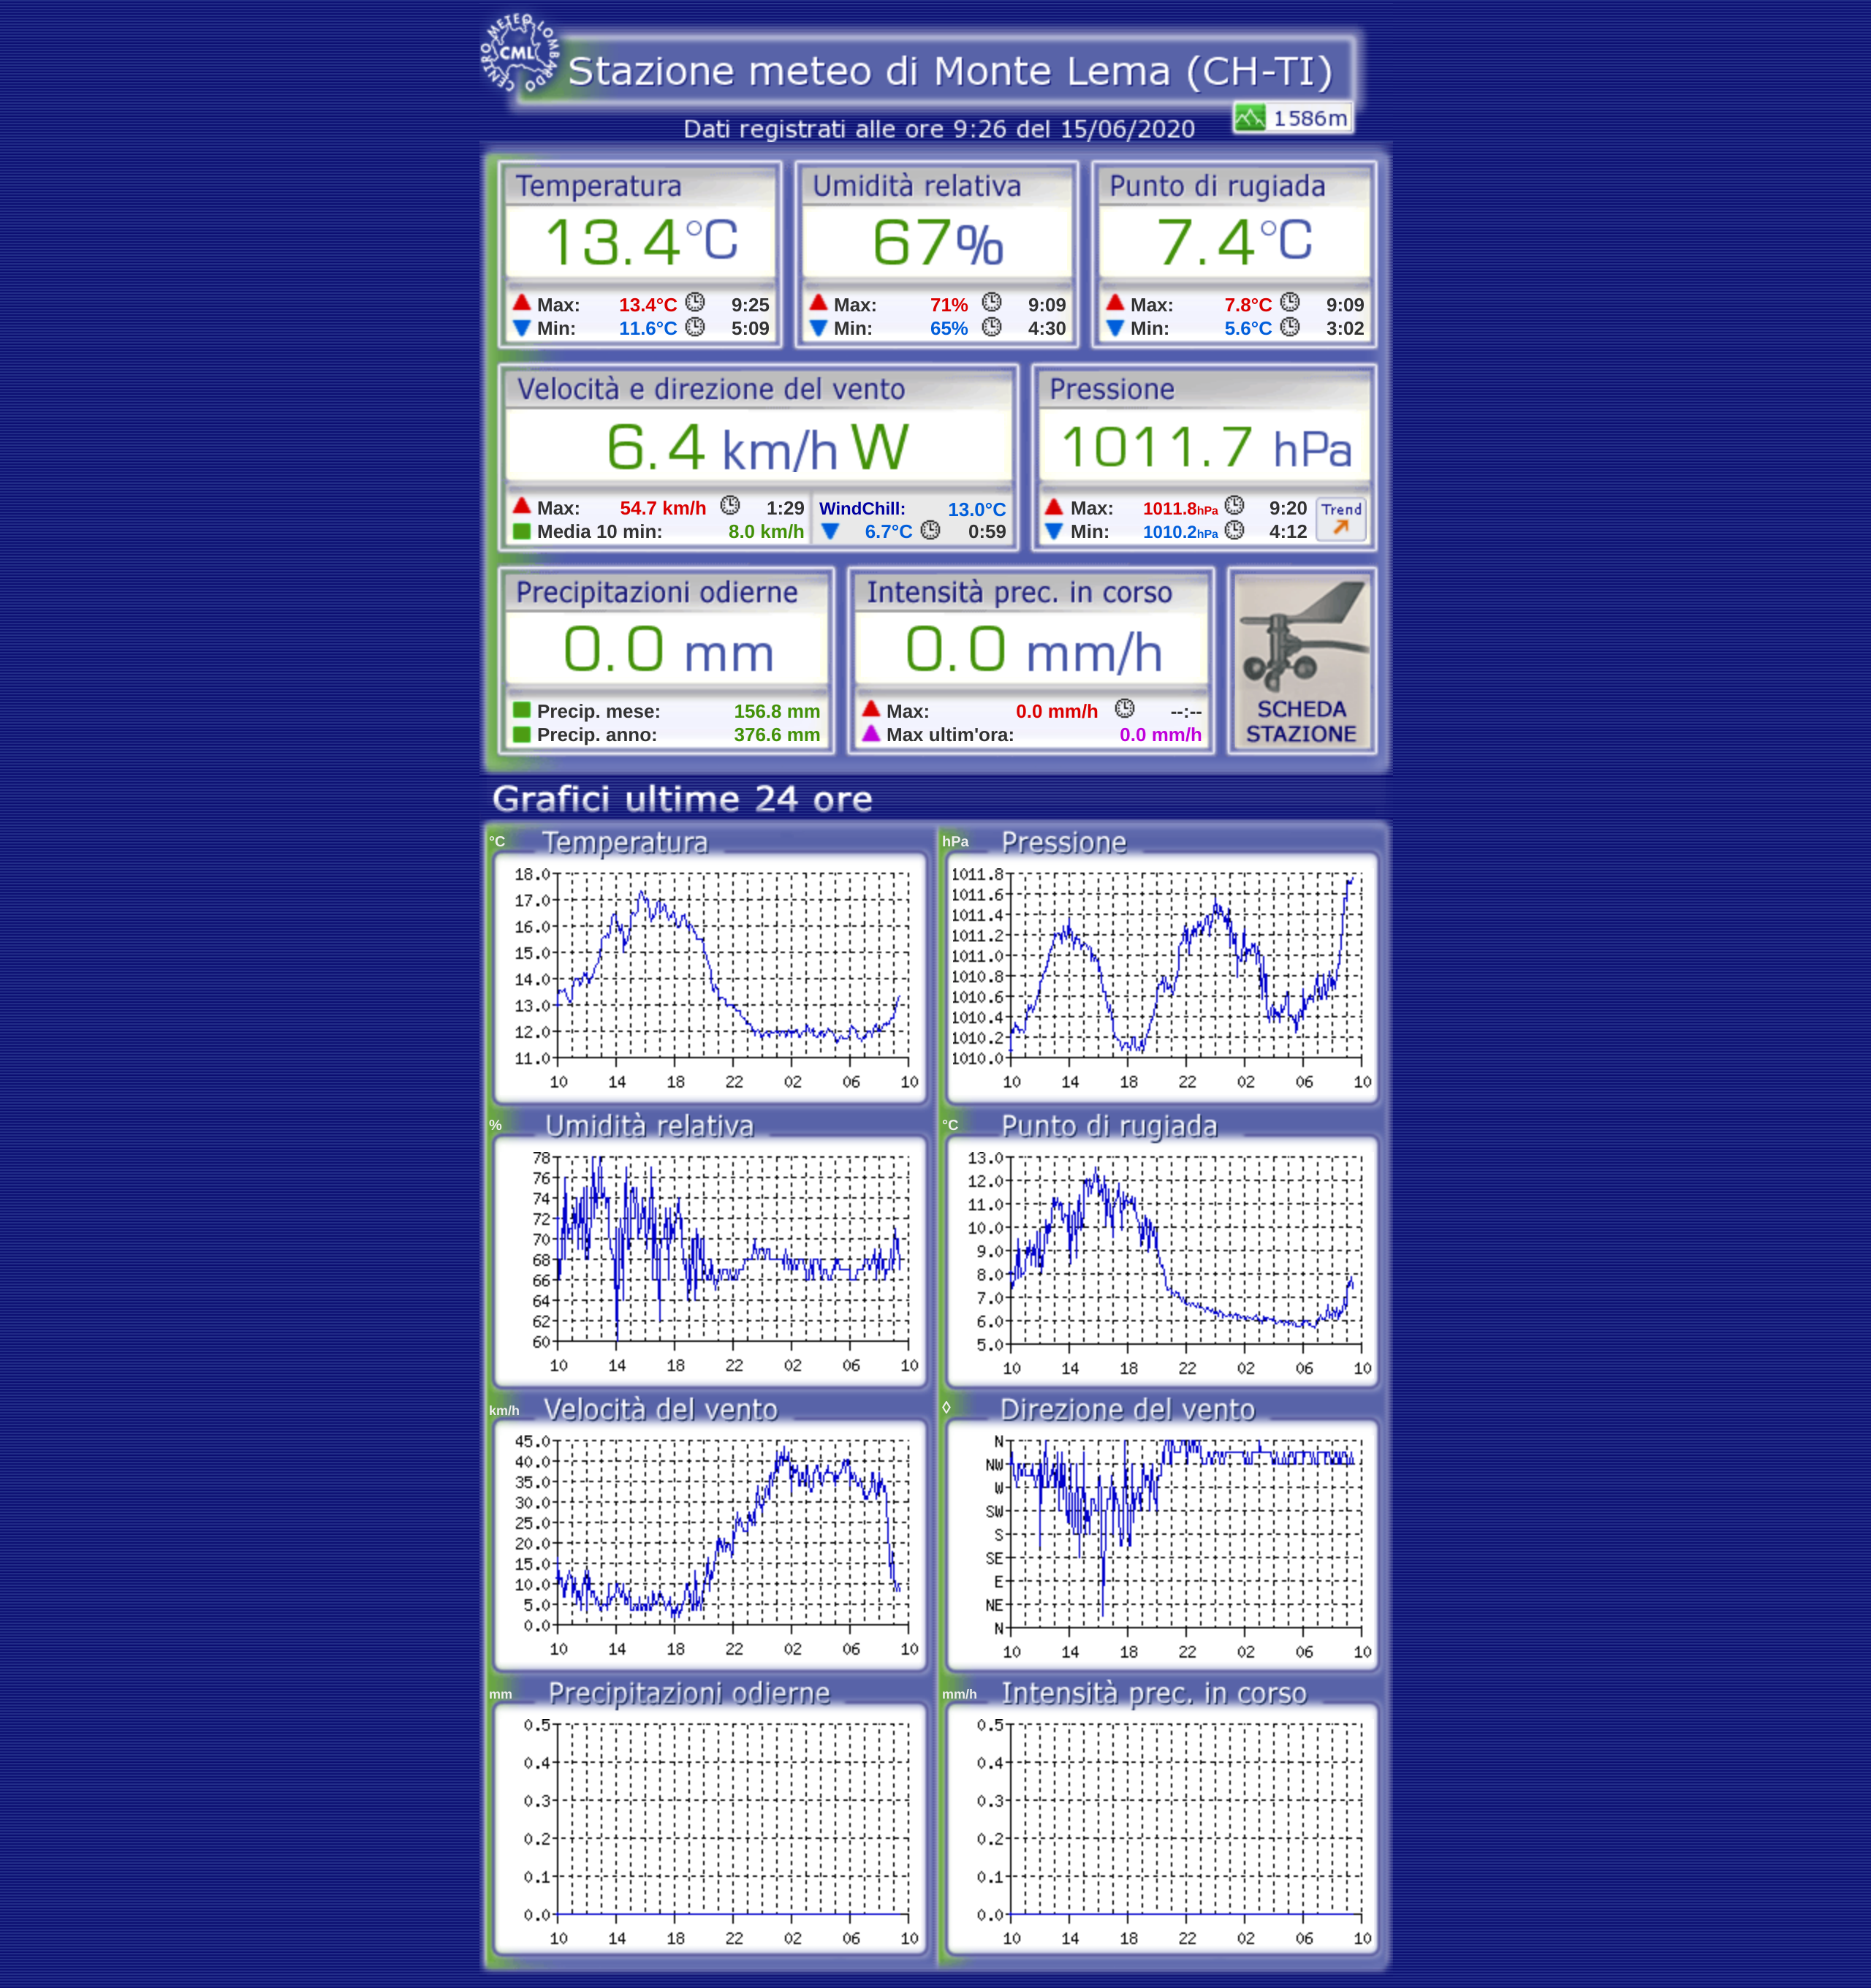 CENTRO METEO LOMBARDO
CML
Stazione meteo di Monte Lema (CH-TI)
1586m
Dati registrati alle ore 9:26 del 15/06/2020
Temperatura
13.4°C
Max: 13.4°C 9:25
Min: 11.6°C 5:09
Umidità relativa
67%
Max: 71% 9:09
Min: 65% 4:30
Punto di rugiada
7.4°C
Max: 7.8°C 9:09
Min: 5.6°C 3:02
Velocità e direzione del vento
6.4 km/h W
Max: 54.7 km/h 1:29
Media 10 min: 8.0 km/h
WindChill: 13.0°C
6.7°C 0:59
Pressione
1011.7 hPa
Max: 1011.8hPa 9:20
Min: 1010.2hPa 4:12
Trend
Precipitazioni odierne
0.0 mm
Precip. mese: 156.8 mm
Precip. anno: 376.6 mm
Intensità prec. in corso
0.0 mm/h
Max: 0.0 mm/h --:--
Max ultim'ora: 0.0 mm/h
SCHEDA
STAZIONE
Grafici ultime 24 ore
°C Temperatura
18.0
17.0
16.0
15.0
14.0
13.0
12.0
11.0
10 14 18 22 02 06 10
hPa Pressione
1011.8
1011.6
1011.4
1011.2
1011.0
1010.8
1010.6
1010.4
1010.2
1010.0
10 14 18 22 02 06 10
% Umidità relativa
78
76
74
72
70
68
66
64
62
60
10 14 18 22 02 06 10
°C Punto di rugiada
13.0
12.0
11.0
10.0
9.0
8.0
7.0
6.0
5.0
10 14 18 22 02 06 10
km/h Velocità del vento
45.0
40.0
35.0
30.0
25.0
20.0
15.0
10.0
5.0
0.0
10 14 18 22 02 06 10
◊ Direzione del vento
N
NW
W
SW
S
SE
E
NE
N
10 14 18 22 02 06 10
mm Precipitazioni odierne
0.5
0.4
0.3
0.2
0.1
0.0
10 14 18 22 02 06 10
mm/h Intensità prec. in corso
0.5
0.4
0.3
0.2
0.1
0.0
10 14 18 22 02 06 10